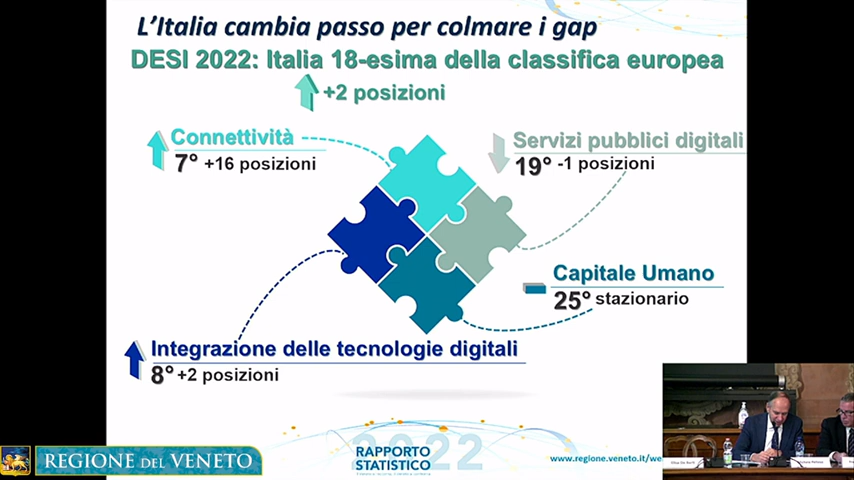 L'Italia cambia passo per colmare i gap
DESI 2022: Italia 18-esima della classifica europea
+2 posizioni
Connettività
7° +16 posizioni
Servizi pubblici digitali
19° -1 posizioni
Capitale Umano
25° stazionario
Integrazione delle tecnologie digitali
8° +2 posizioni
2022
RAPPORTO
STATISTICO
www.regione.veneto.it/we
REGIONE DEL VENETO